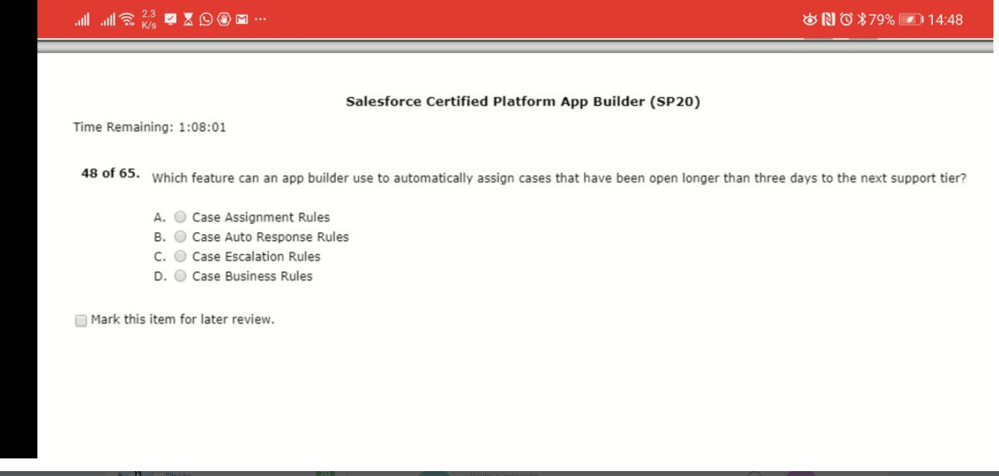 2.3
K/s
79%
14:48
Salesforce Certified Platform App Builder (SP20)
Time Remaining: 1:08:01
48 of 65. Which feature can an app builder use to automatically assign cases that have been open longer than three days to the next support tier?
A. Case Assignment Rules
B. Case Auto Response Rules
C. Case Escalation Rules
D. Case Business Rules
Mark this item for later review.